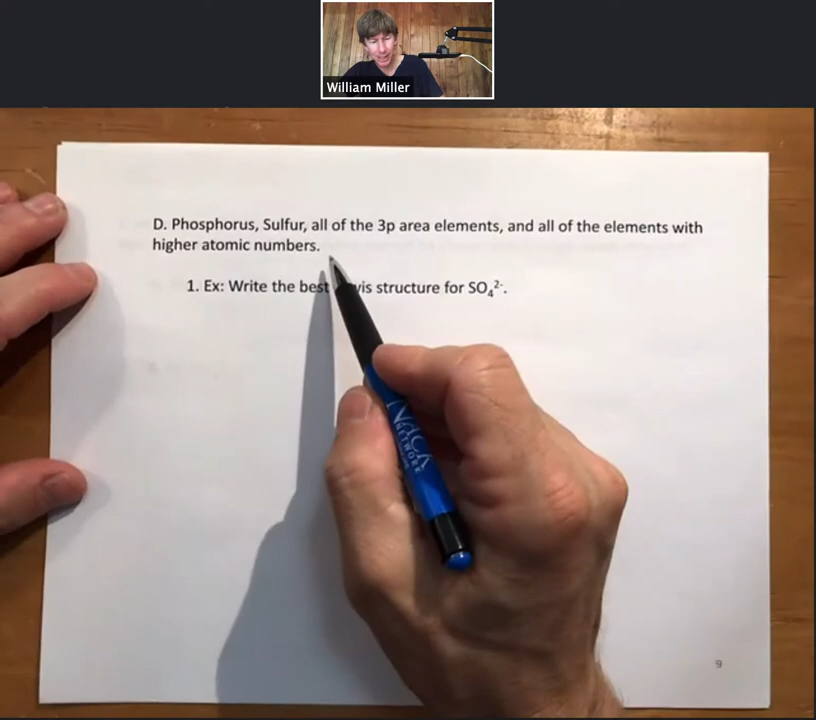 William Miller
D. Phosphorus, Sulfur, all of the 3p area elements, and all of the elements with
higher atomic numbers.
1. Ex: Write the best structure for SO₄²⁻.
NETWORK
9